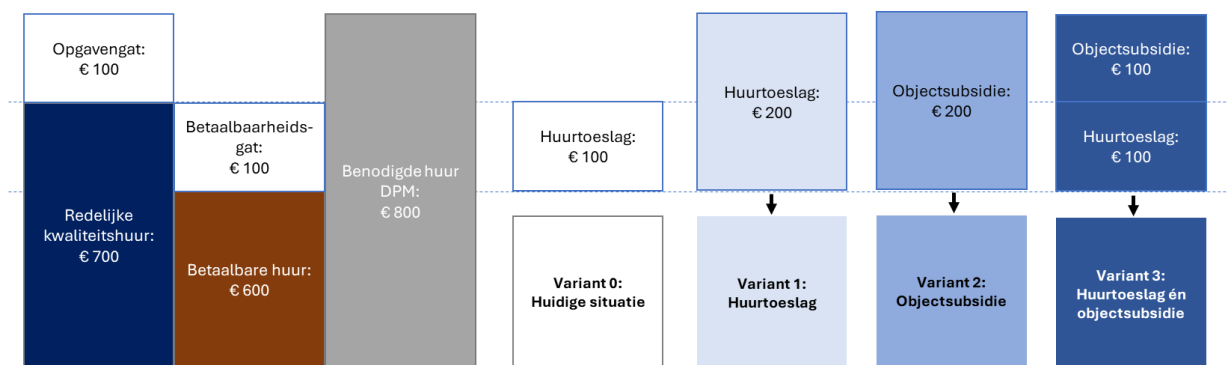 Opgavengat:
€ 100
Redelijke
kwaliteitshuur:
€ 700
Betaalbaarheids-
gat:
€ 100
Betaalbare huur:
€ 600
Benodigde huur
DPM:
€ 800
Huurtoeslag:
€ 100
Variant 0:
Huidige situatie
Huurtoeslag:
€ 200
Variant 1:
Huurtoeslag
Objectsubsidie:
€ 200
Variant 2:
Objectsubsidie
Objectsubsidie:
€ 100
Huurtoeslag:
€ 100
Variant 3:
Huurtoeslag én
objectsubsidie